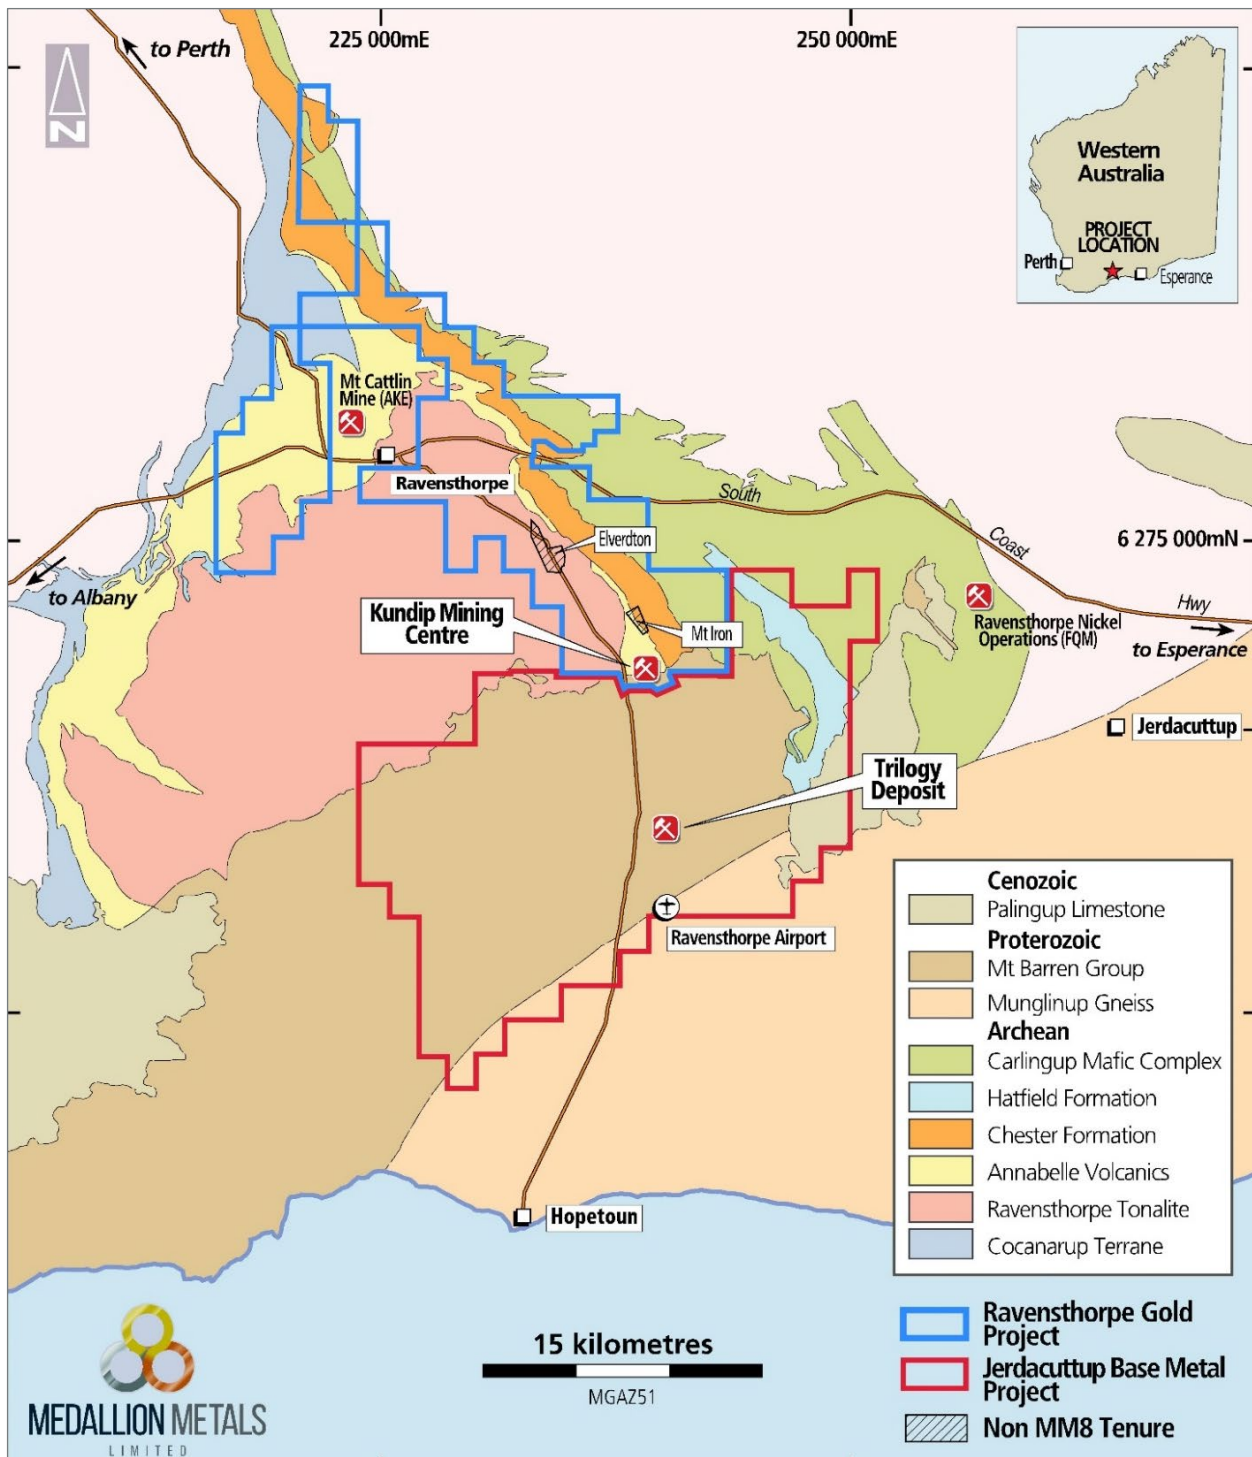 225 000mE
250 000mE
to Perth
N
Western
Australia
PROJECT
LOCATION
Perth
Esperance
Mt Cattlin
Mine (AKE)
Ravensthorpe
South
Coast
Hwy
Elverdton
6 275 000mN
to Albany
Kundip Mining
Centre
Mt Iron
Ravensthorpe Nickel
Operations (FQM)
to Esperance
Jerdacuttup
Trilogy
Deposit
Ravensthorpe Airport
Hopetoun
Cenozoic
Palingup Limestone
Proterozoic
Mt Barren Group
Munglinup Gneiss
Archean
Carlingup Mafic Complex
Hatfield Formation
Chester Formation
Annabelle Volcanics
Ravensthorpe Tonalite
Cocanarup Terrane
Ravensthorpe Gold
Project
Jerdacuttup Base Metal
Project
Non MM8 Tenure
15 kilometres
MGAZ51
MEDALLION METALS
LIMITED